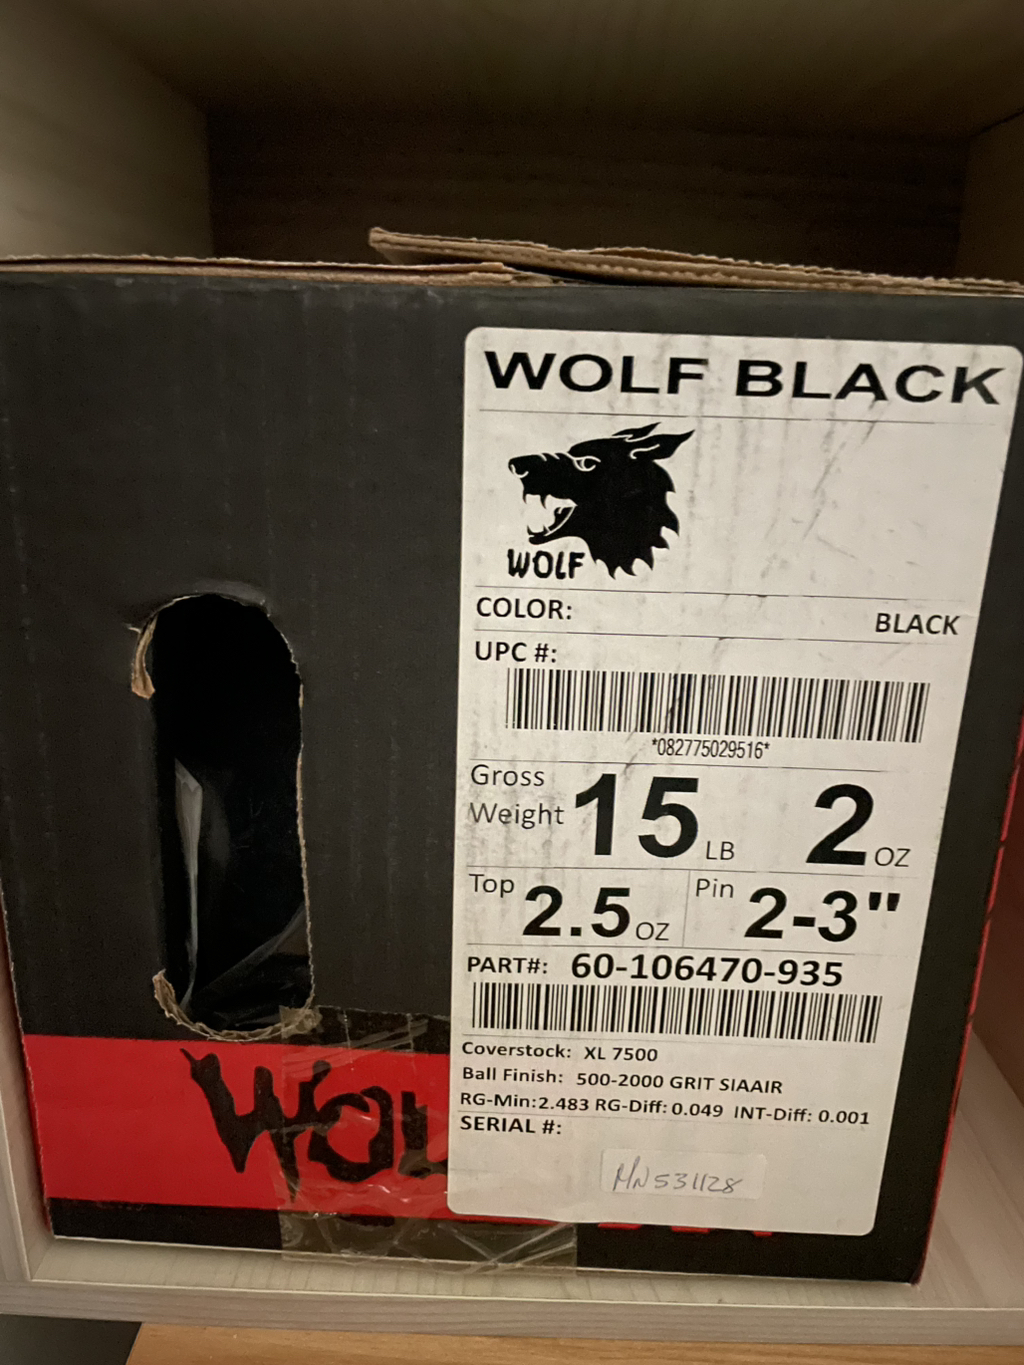 WOLF BLACK
WOLF
COLOR: BLACK
UPC #:
*082775029516*
Gross Weight 15 LB 2 OZ
Top 2.5 OZ Pin 2-3"
PART#: 60-106470-935
Coverstock: XL 7500
Ball Finish: 500-2000 GRIT SIAAIR
RG-Min:2.483 RG-Diff: 0.049 INT-Diff: 0.001
SERIAL #:
MN531128